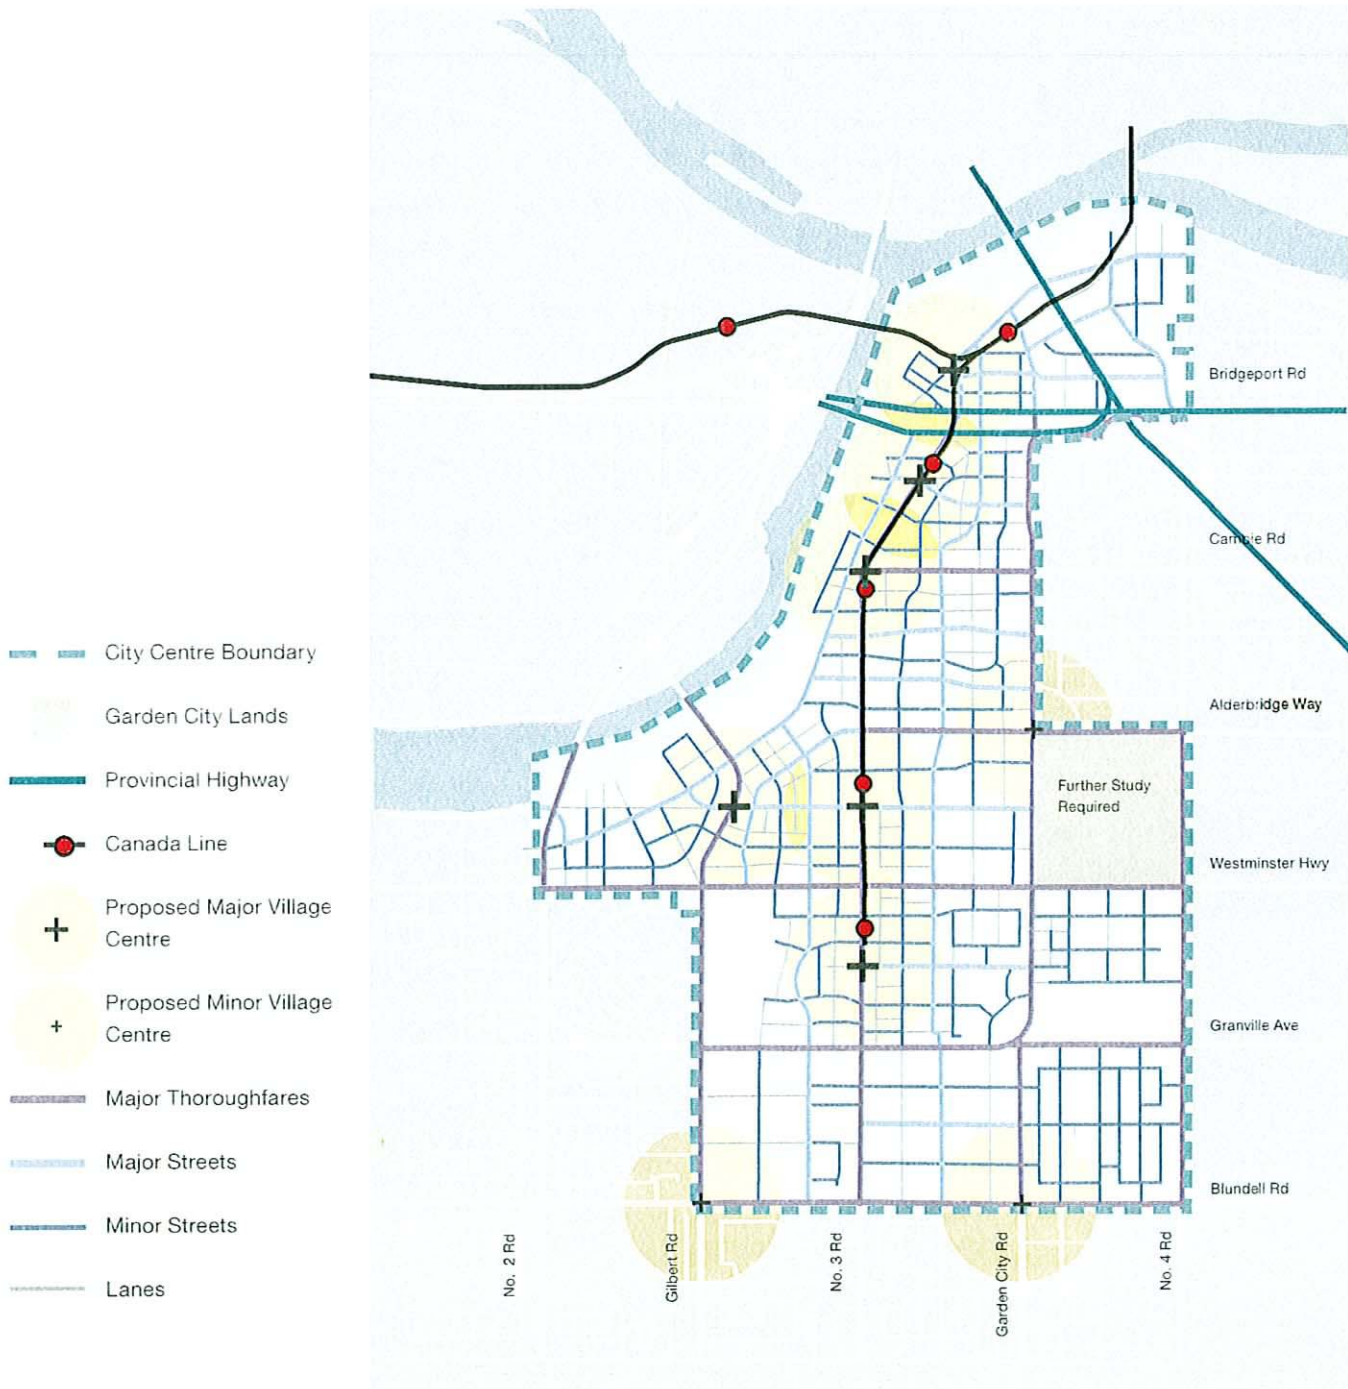 City Centre Boundary
Garden City Lands
Provincial Highway
Canada Line
Proposed Major Village
Centre
Proposed Minor Village
Centre
Major Thoroughfares
Major Streets
Minor Streets
Lanes
Bridgeport Rd
Cambie Rd
Alderbridge Way
Further Study
Required
Westminster Hwy
Granville Ave
Blundell Rd
No. 2 Rd
Gilbert Rd
No. 3 Rd
Garden City Rd
No. 4 Rd